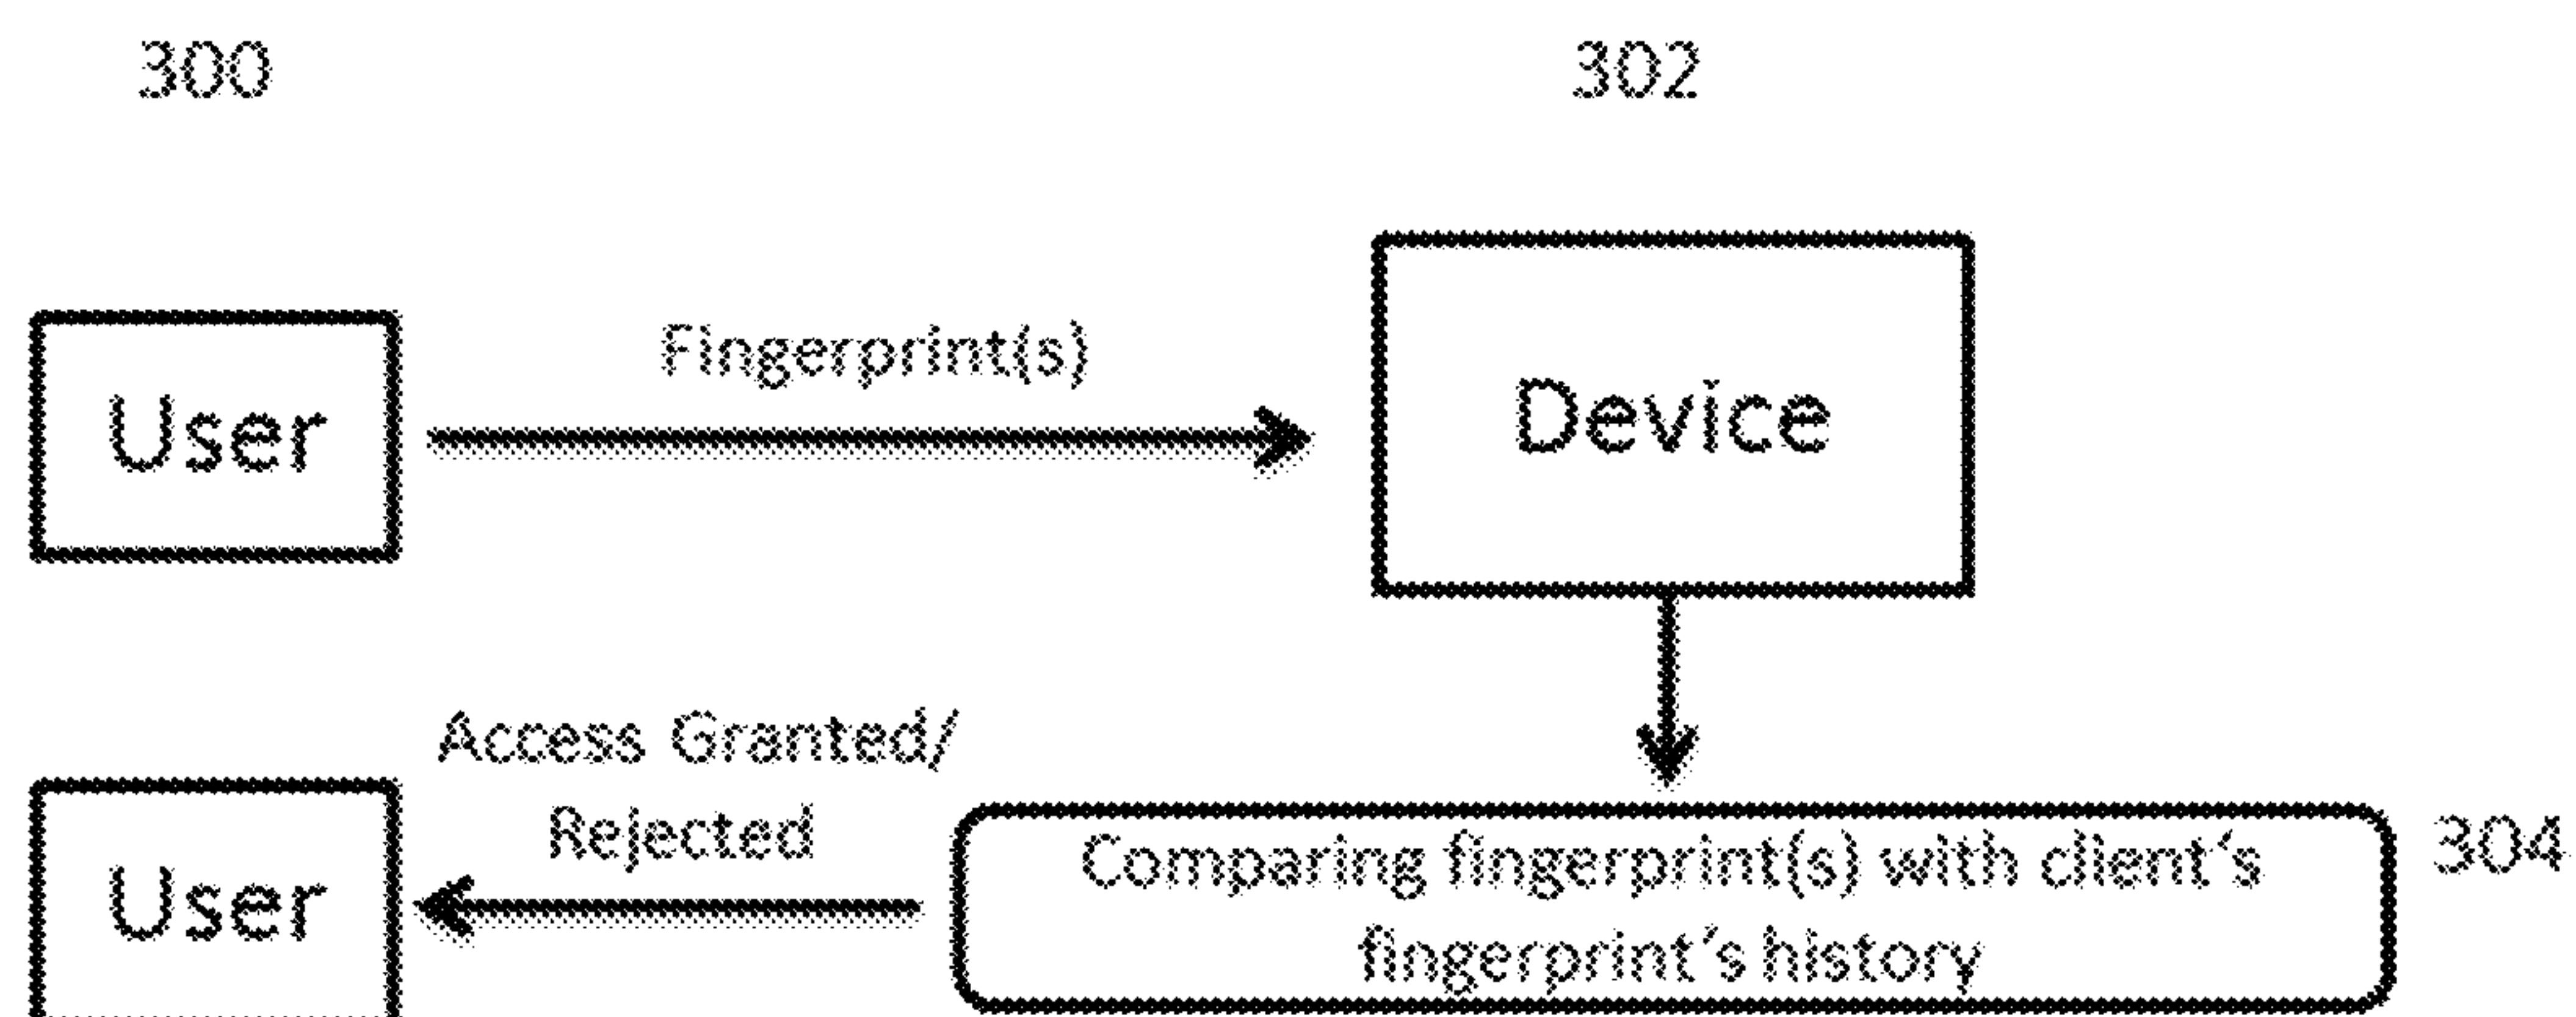 300
302
Fingerprint(s)
User
Device
Access Granted/
Rejected
User
Comparing fingerprint(s) with client's
fingerprint's history
304